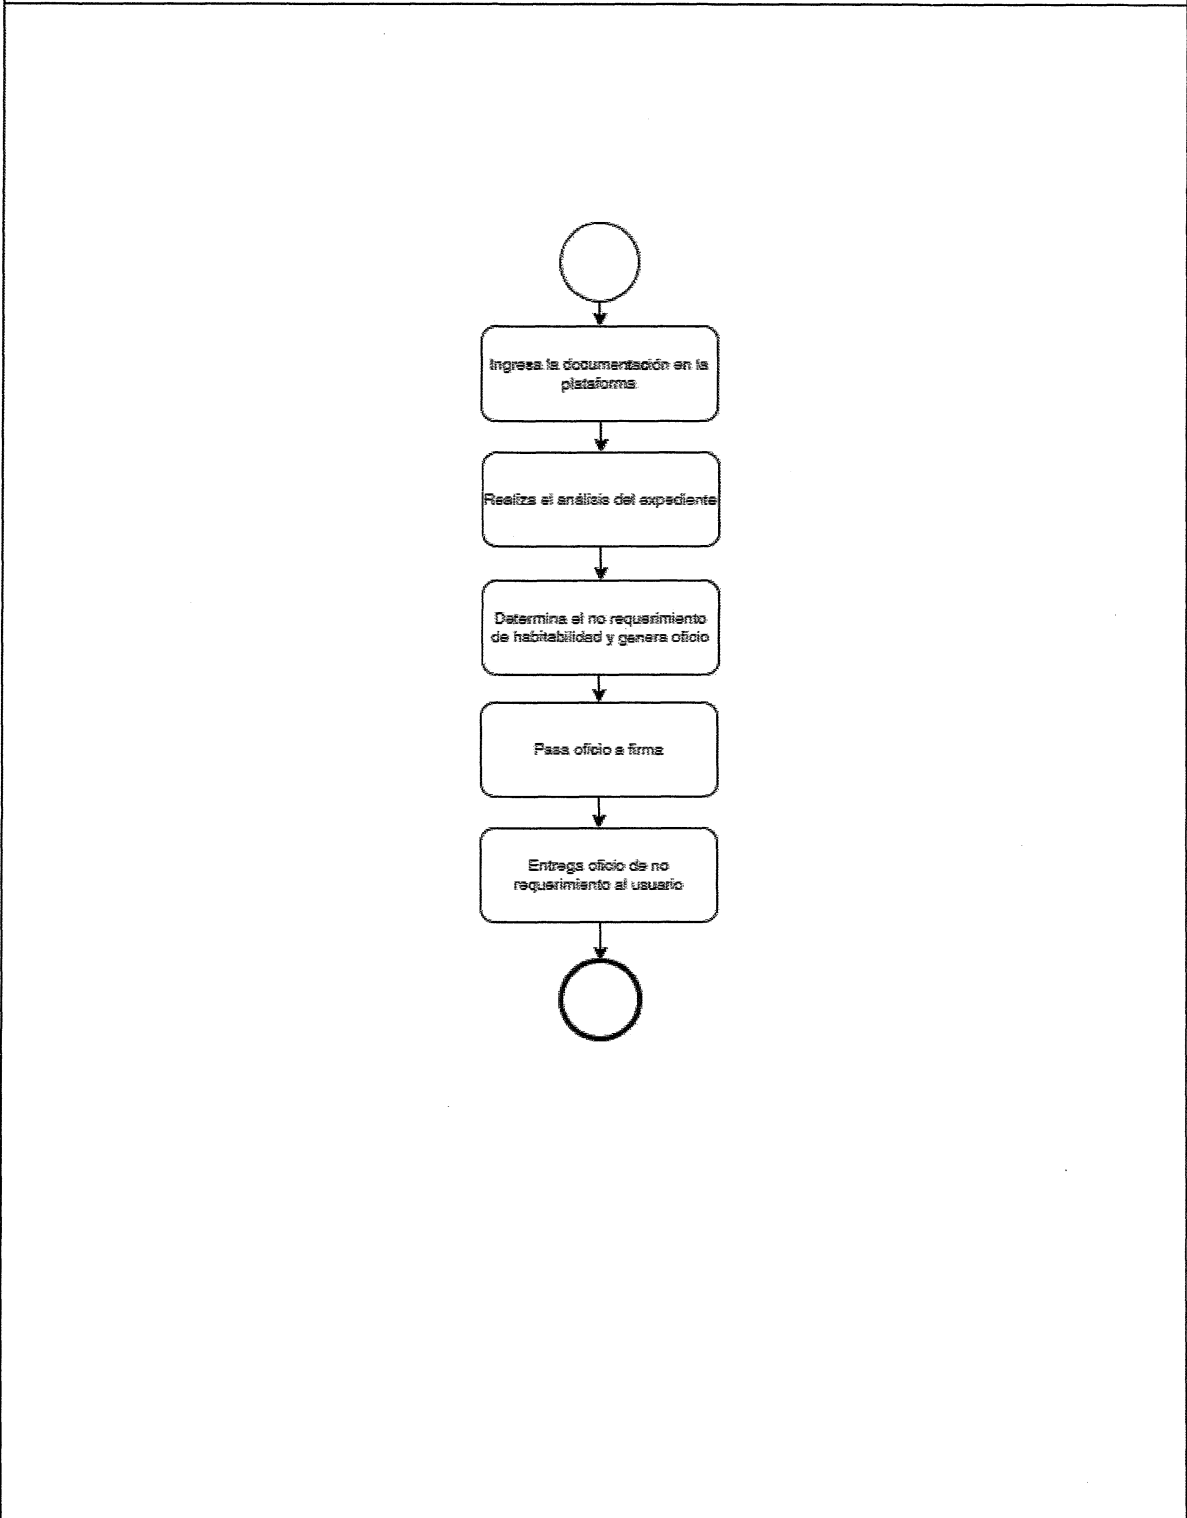 Ingresa la documentación en la
plataforma
Realiza el análisis del expediente
Determina el no requerimiento
de habitabilidad y genera oficio
Pasa oficio a firma
Entrega oficio de no
requerimiento al usuario